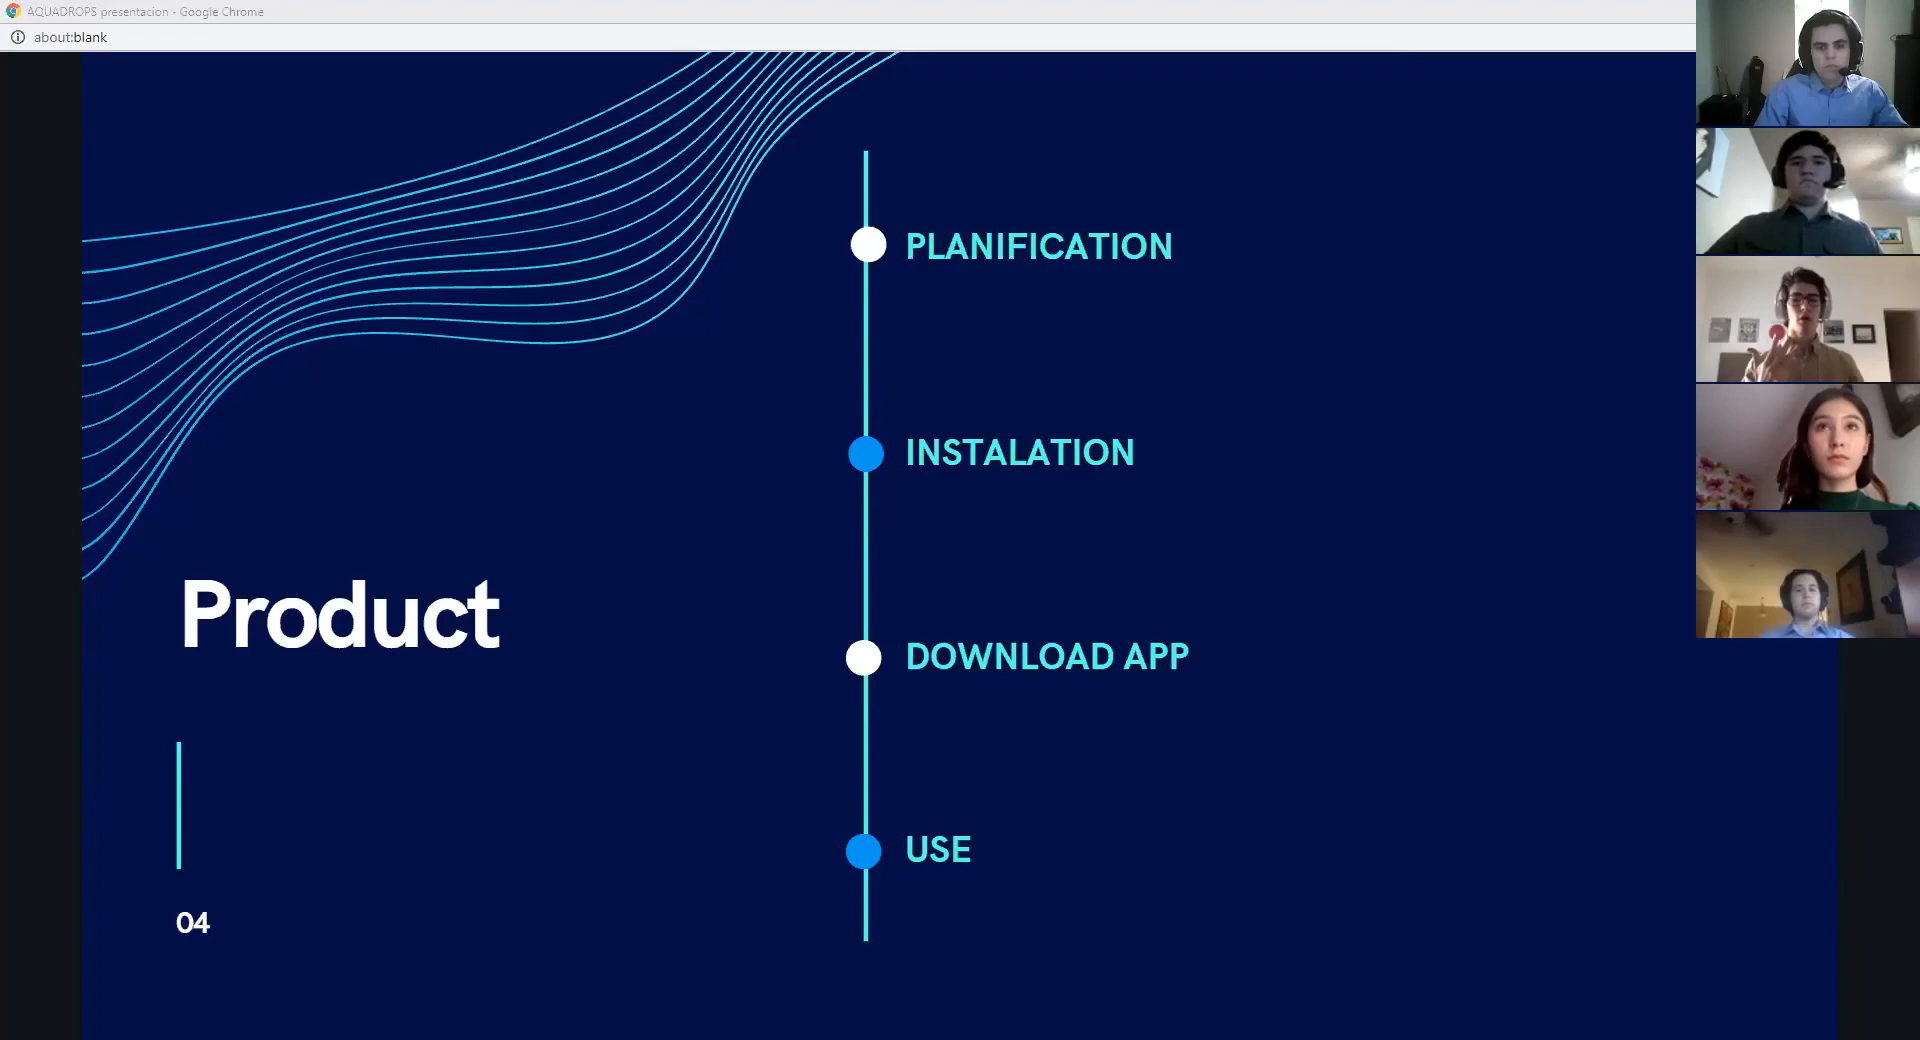 AQUADROPS presentacion - Google Chrome
about:blank
PLANIFICATION
INSTALATION
DOWNLOAD APP
USE
Product
04